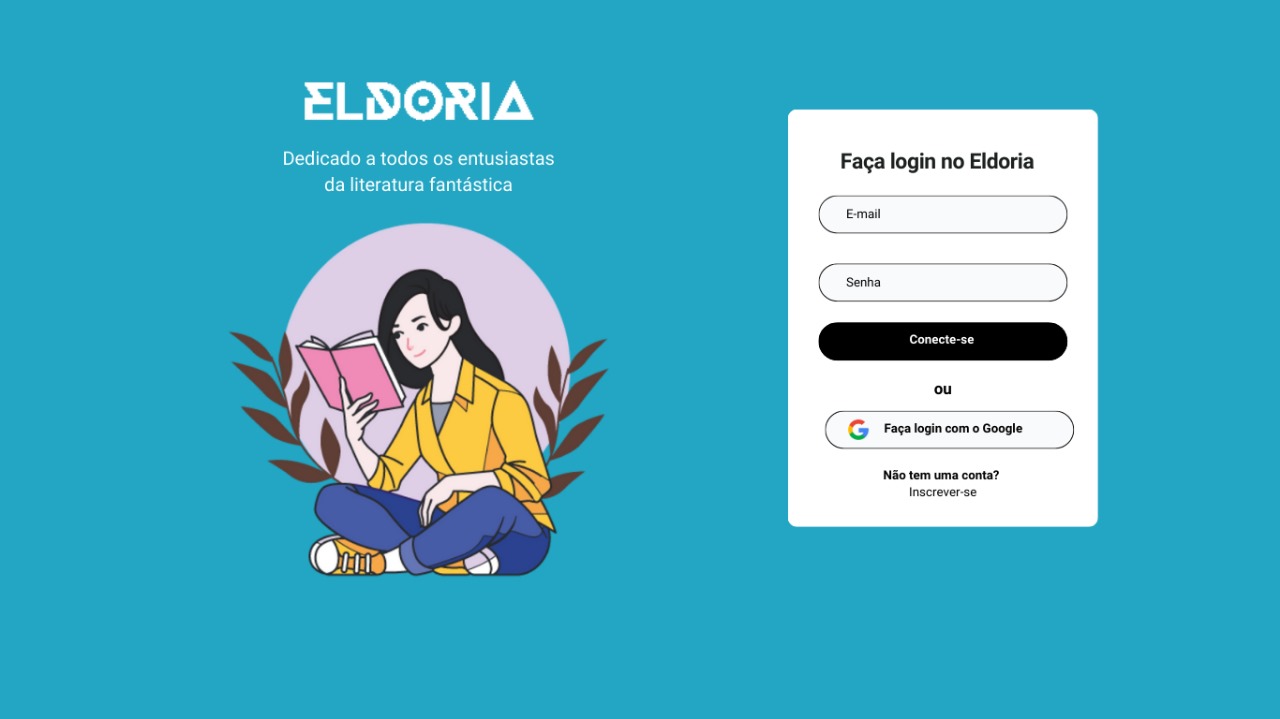 ELDORIA
Dedicado a todos os entusiastas
da literatura fantástica
Faça login no Eldoria
E-mail
Senha
Conecte-se
ou
Faça login com o Google
Não tem uma conta?
Inscrever-se